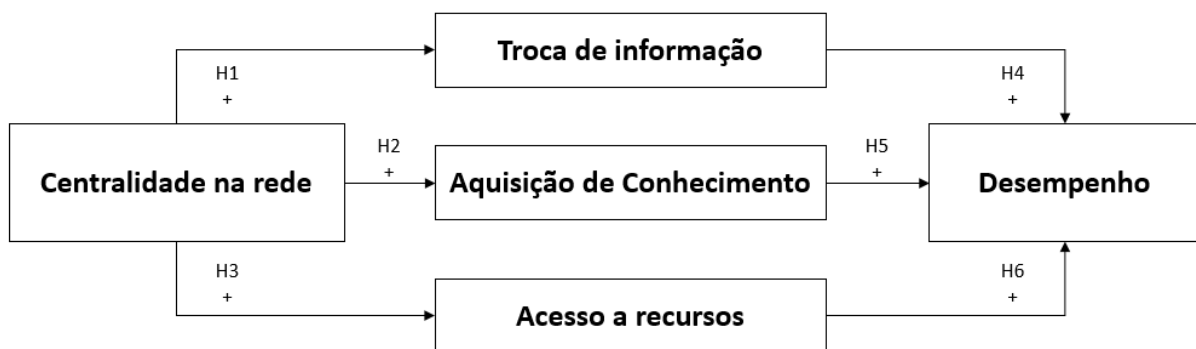 Troca de informação
H1
+
H4
+
Centralidade na rede
H2
+
Aquisição de Conhecimento
H5
+
Desempenho
H3
+
H6
+
Acesso a recursos